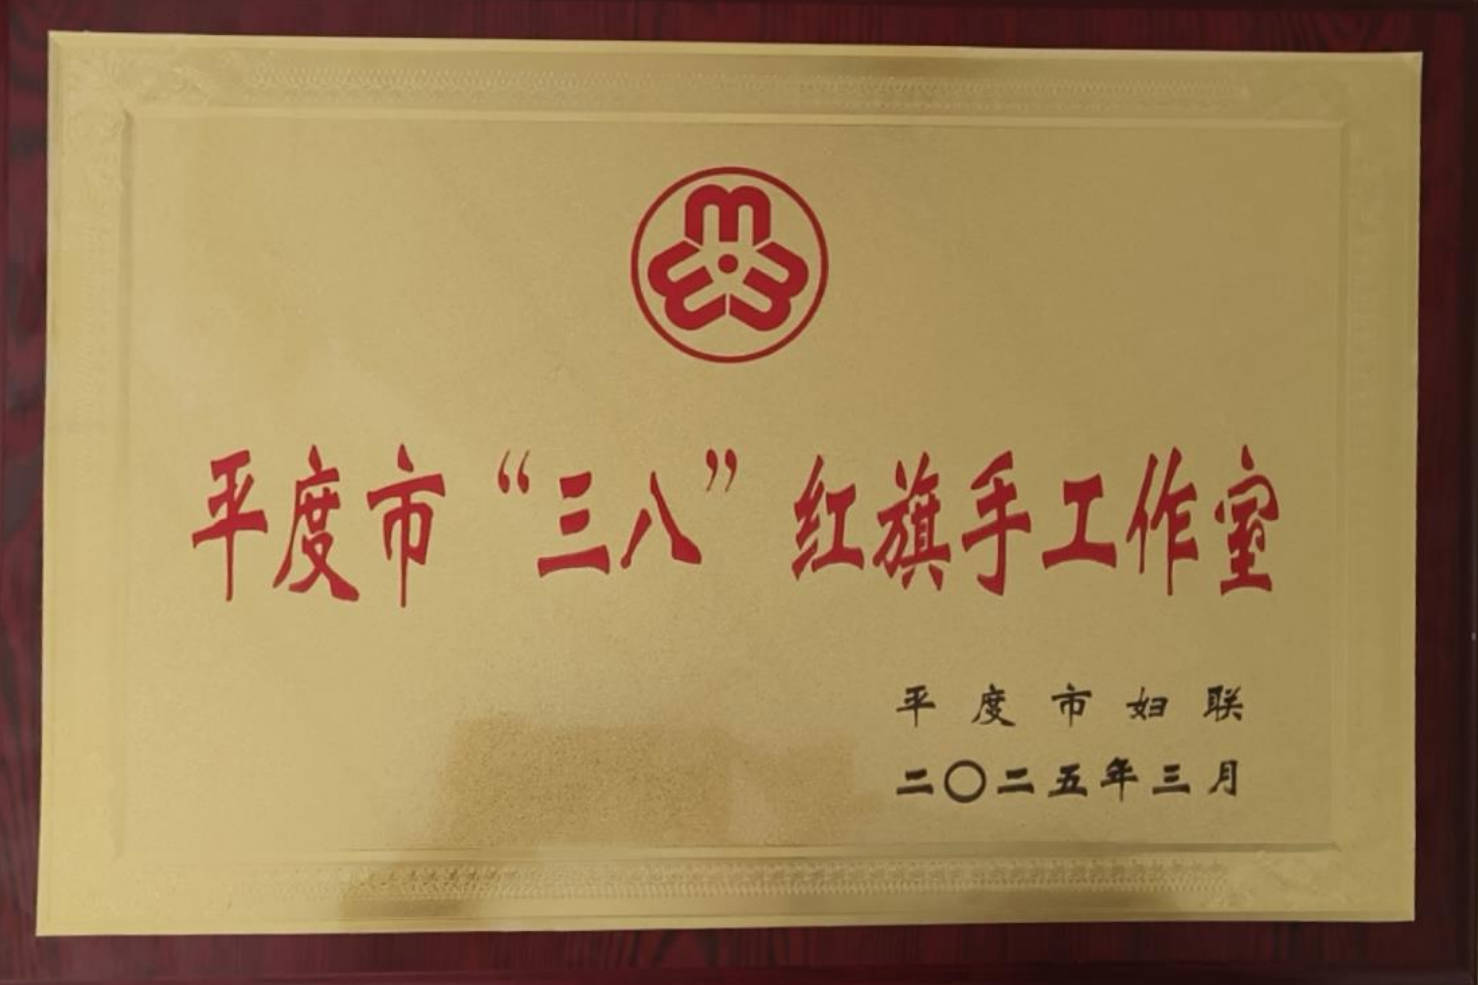 平度市“三八”红旗手工作室
平度市妇联
二〇二五年三月